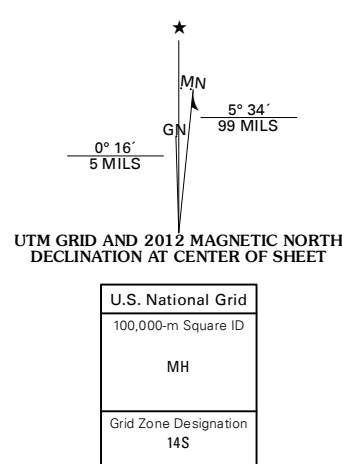 ★
MN
GN
5° 34´
99 MILS
0° 16´
5 MILS
UTM GRID AND 2012 MAGNETIC NORTH
DECLINATION AT CENTER OF SHEET
U.S. National Grid
100,000-m Square ID
MH
Grid Zone Designation
14S